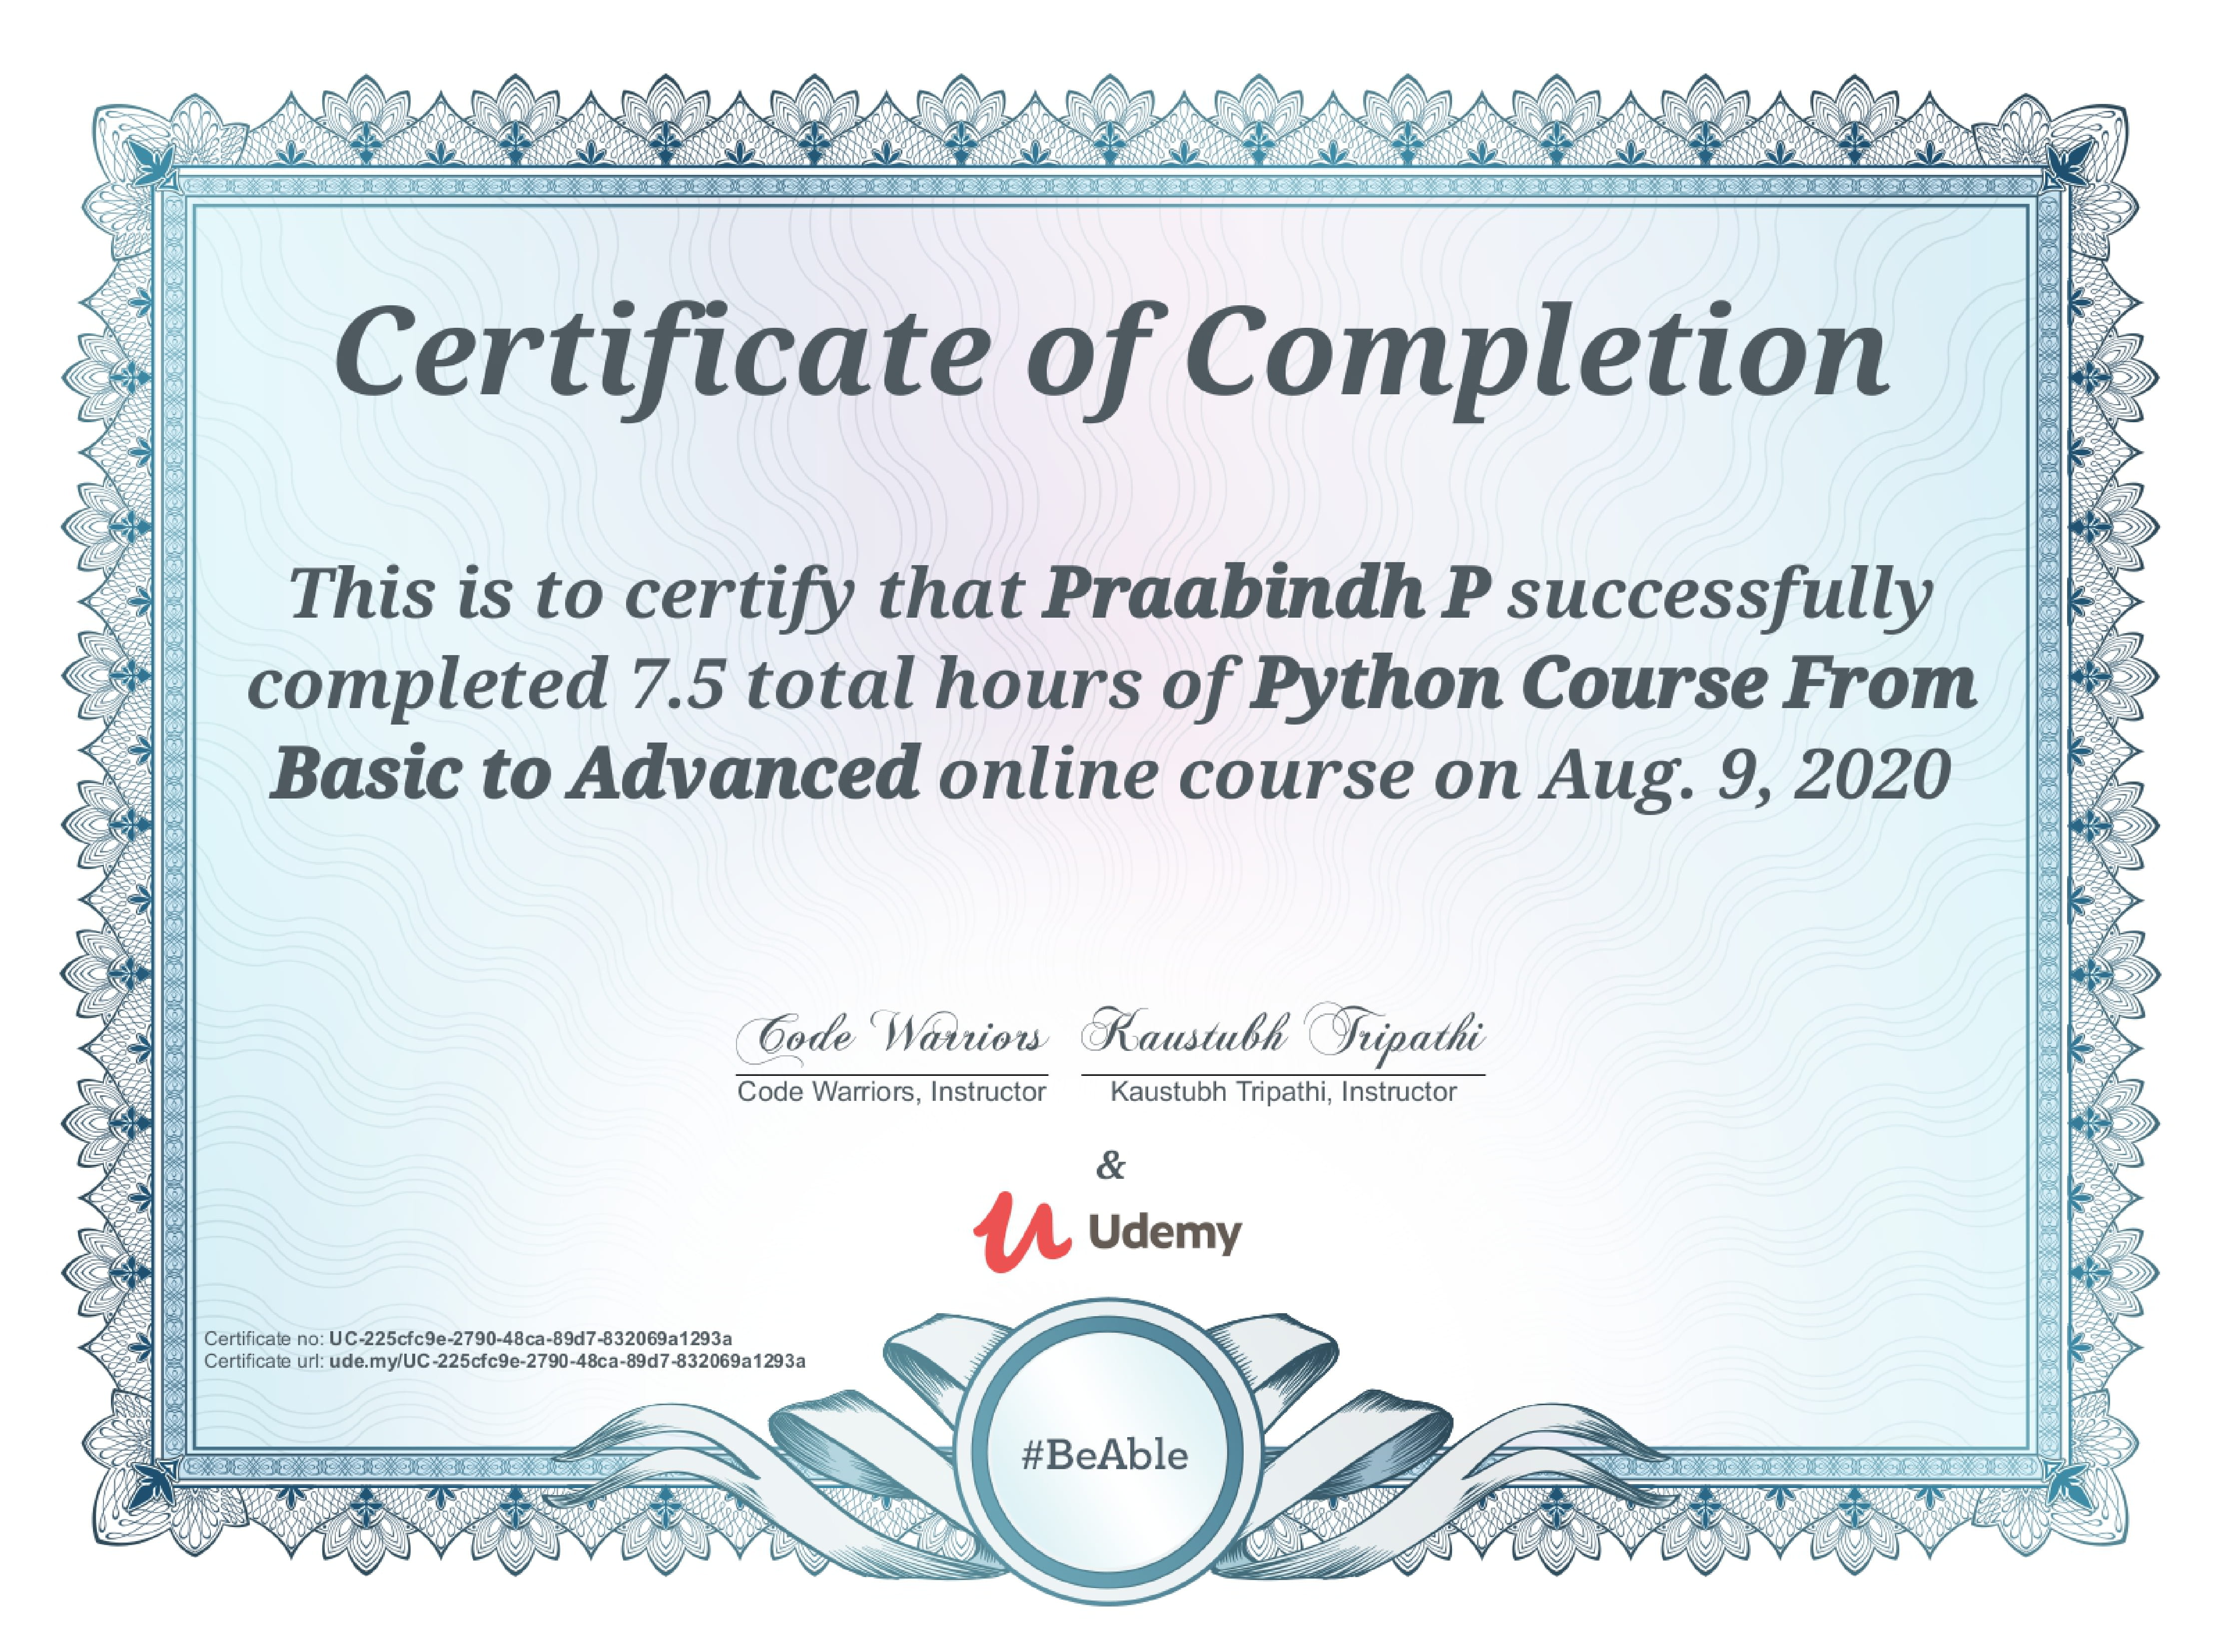 Certificate of Completion
This is to certify that Praabindh P successfully
completed 7.5 total hours of Python Course From
Basic to Advanced online course on Aug. 9, 2020
Code Warriors Kaustubh Tripathi
Code Warriors, Instructor Kaustubh Tripathi, Instructor
&
Udemy
Certificate no: UC-225cfc9e-2790-48ca-89d7-832069a1293a
Certificate url: ude.my/UC-225cfc9e-2790-48ca-89d7-832069a1293a
#BeAble